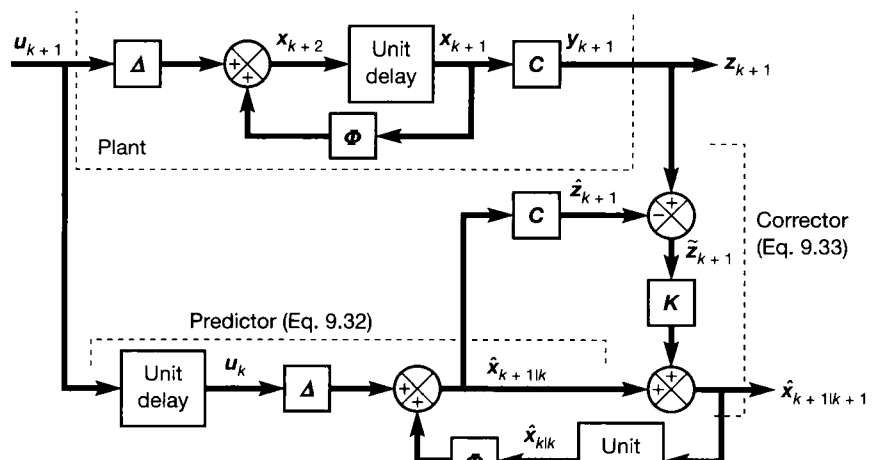 u_{k+1}
Δ
+
+
x_{k+2}
Unit
delay
x_{k+1}
C
y_{k+1}
z_{k+1}
Φ
Plant
C
ẑ_{k+1}
+
−
z̃_{k+1}
Corrector
(Eq. 9.33)
K
Predictor (Eq. 9.32)
Unit
delay
u_k
Δ
+
+
x̂_{k+1|k}
+
+
x̂_{k+1|k+1}
Φ
x̂_{k|k}
Unit